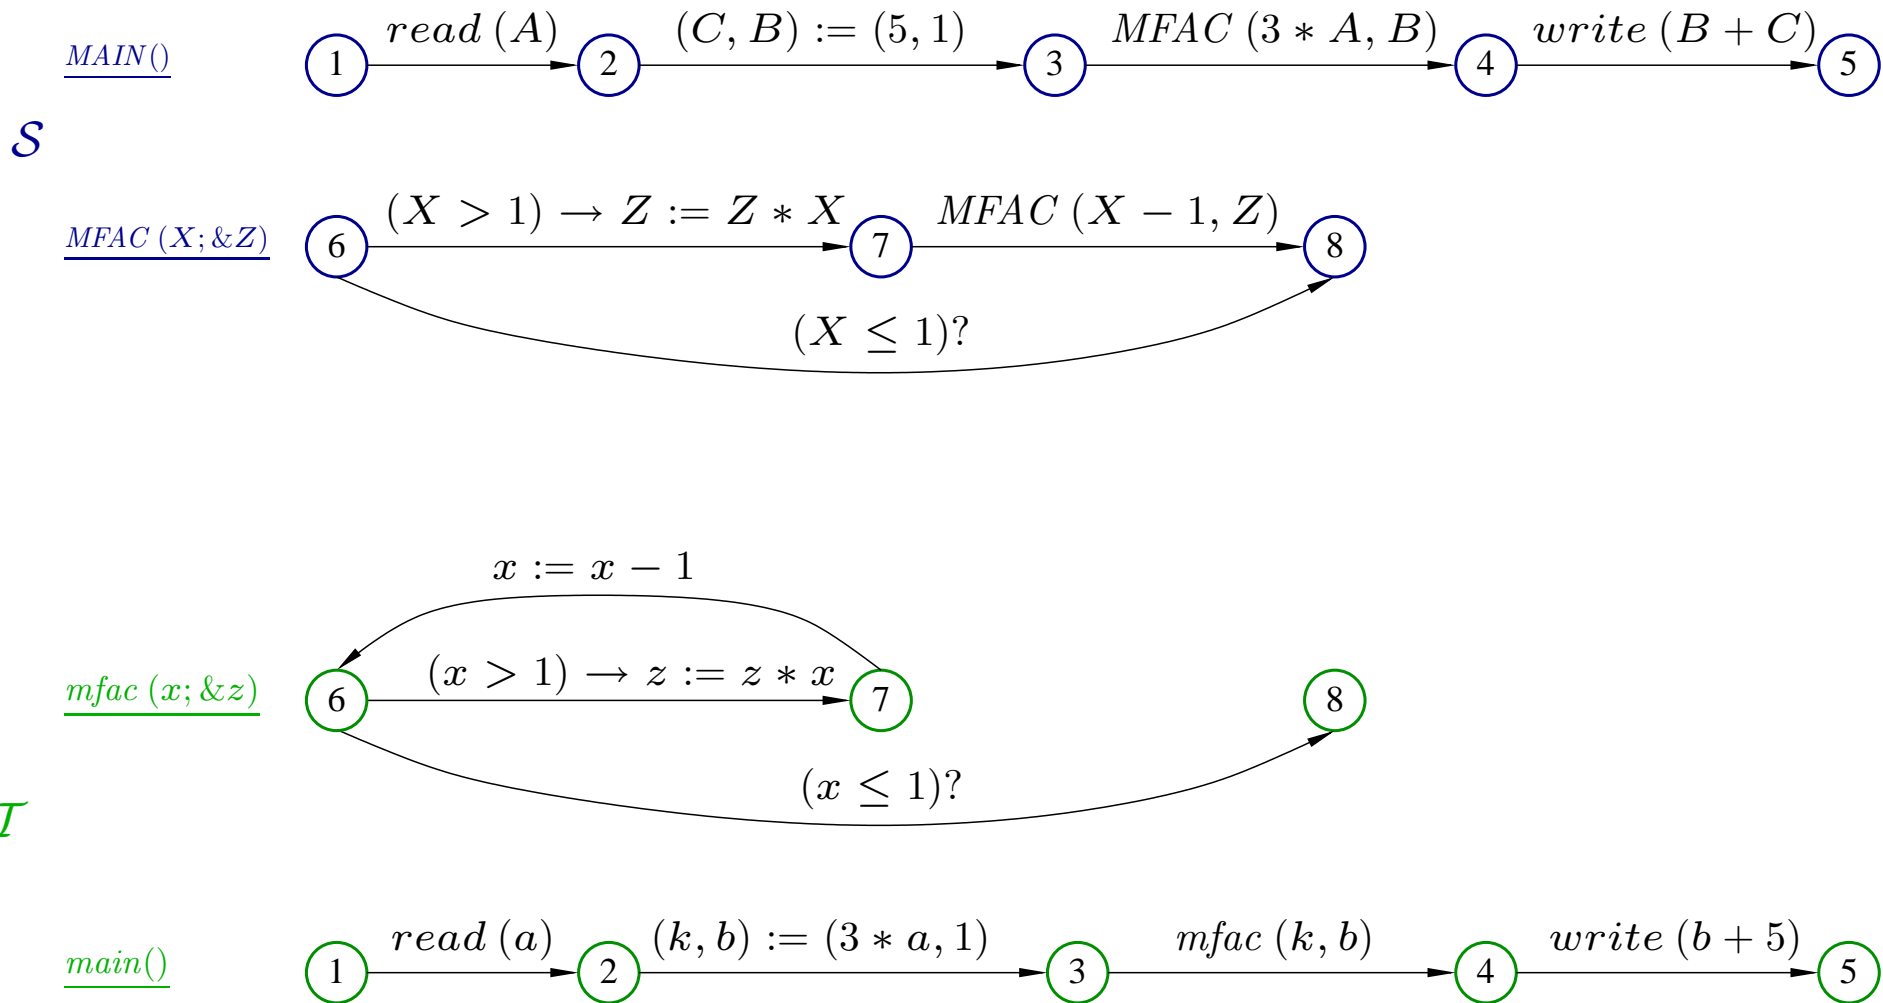 MAIN() 1 read (A) 2 (C, B) := (5, 1) 3 MFAC (3 ∗ A, B) 4 write (B + C) 5
𝒮
MFAC (X; &Z) 6 (X > 1) → Z := Z ∗ X 7 MFAC (X − 1, Z) 8
(X ≤ 1)?
x := x − 1
mfac (x; &z) 6 (x > 1) → z := z ∗ x 7 8
(x ≤ 1)?
main() 1 read (a) 2 (k, b) := (3 ∗ a, 1) 3 mfac (k, b) 4 write (b + 5) 5